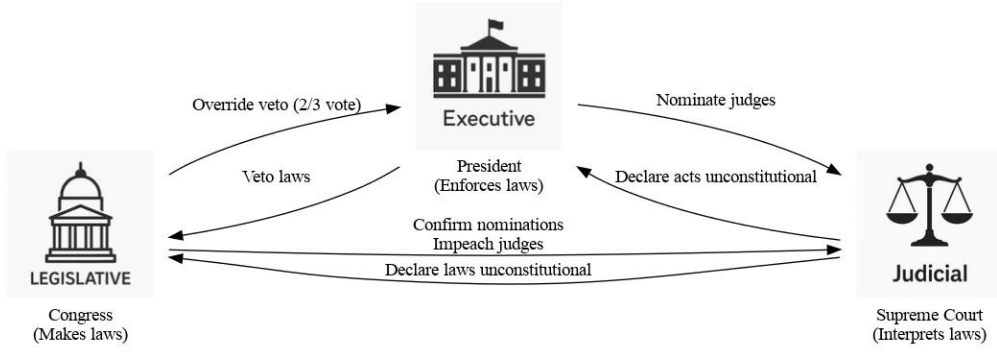 Executive
President
(Enforces laws)
Override veto (2/3 vote)
Nominate judges
Veto laws
Declare acts unconstitutional
LEGISLATIVE
Congress
(Makes laws)
Confirm nominations
Impeach judges
Declare laws unconstitutional
Judicial
Supreme Court
(Interprets laws)